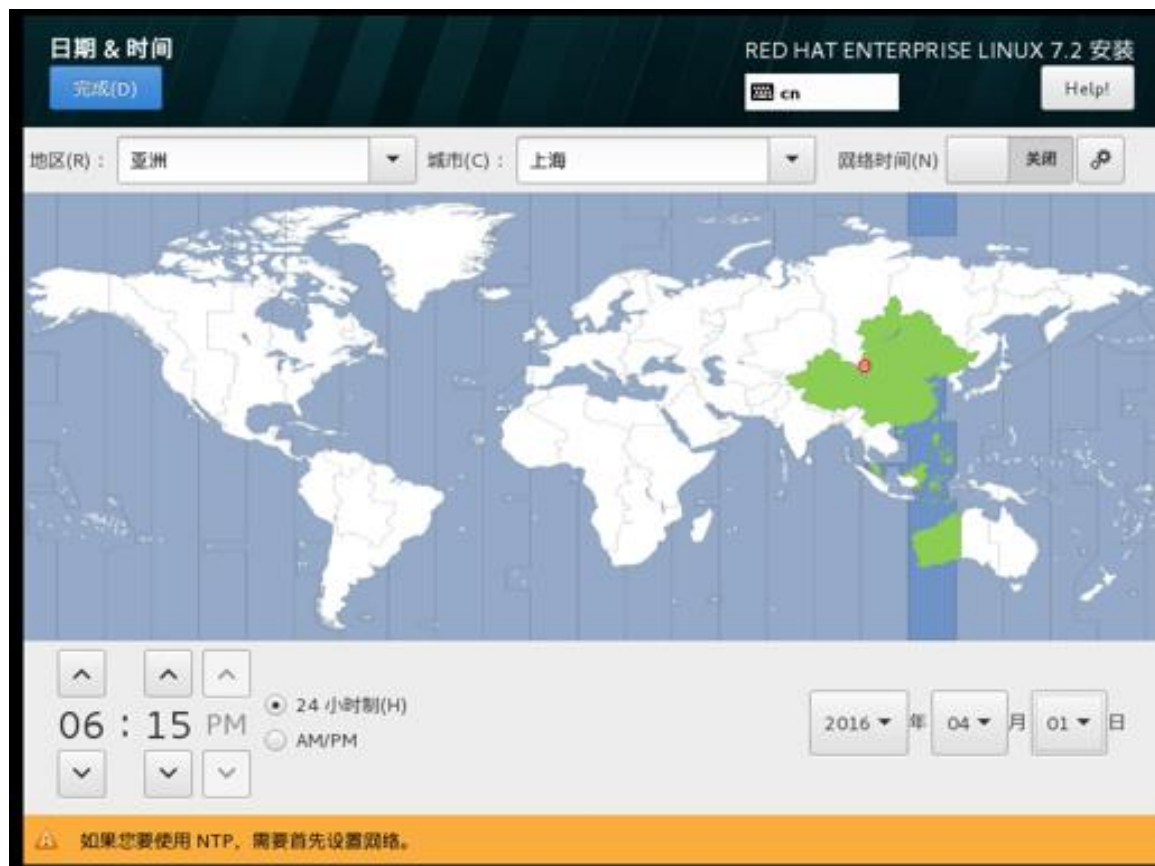 日期 & 时间
RED HAT ENTERPRISE LINUX 7.2 安装
完成(D)
cn
Help!
地区(R)： 亚洲 城市(C)： 上海 网络时间(N) 关闭
06 : 15 PM
24 小时制(H)
AM/PM
2016 年 04 月 01 日
如果您要使用 NTP，需要首先设置网络。